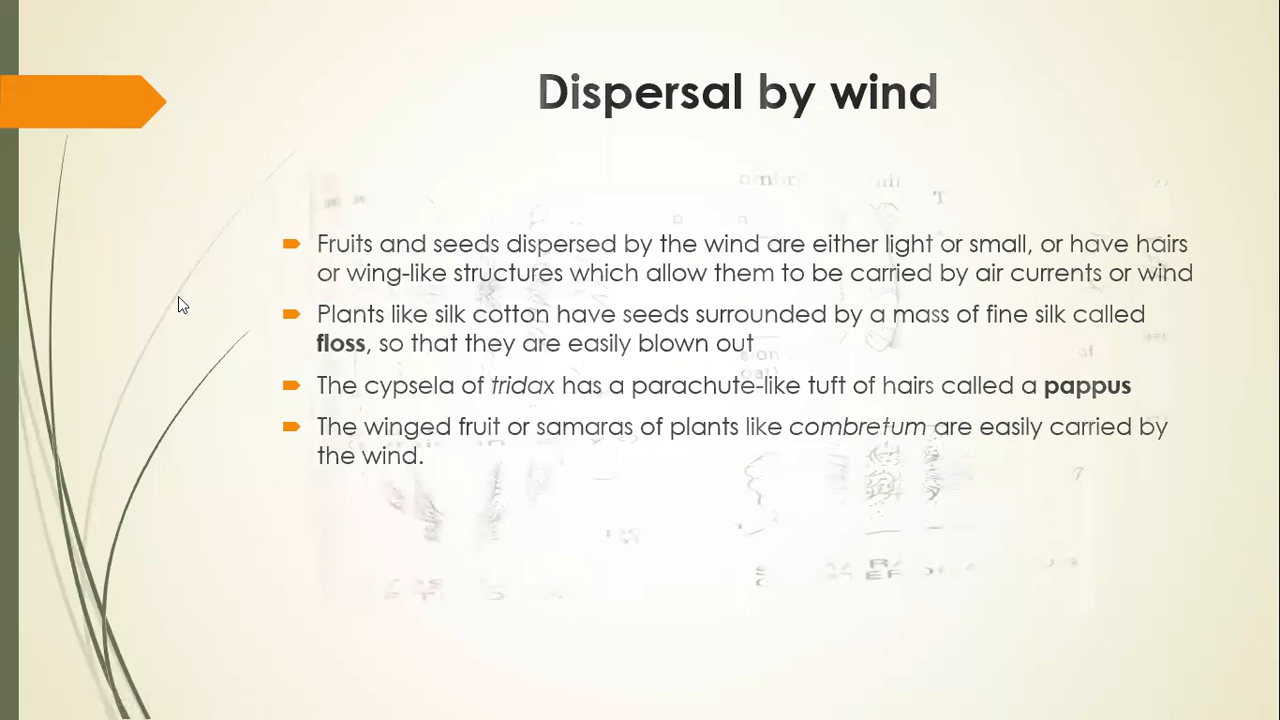 Dispersal by wind
Fruits and seeds dispersed by the wind are either light or small, or have hairs
or wing-like structures which allow them to be carried by air currents or wind
Plants like silk cotton have seeds surrounded by a mass of fine silk called
floss, so that they are easily blown out
The cypsela of tridax has a parachute-like tuft of hairs called a pappus
The winged fruit or samaras of plants like combretum are easily carried by
the wind.